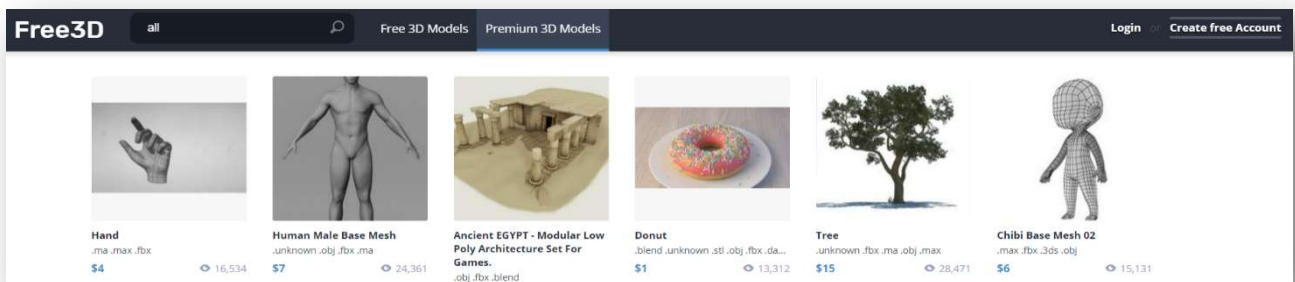 Free3D
all
Free 3D Models
Premium 3D Models
Login or Create free Account
Hand
.ma .max .fbx
$4
16,534
Human Male Base Mesh
.unknown .obj .fbx .ma
$7
24,361
Ancient EGYPT - Modular Low
Poly Architecture Set For
Games.
.obj .fbx .blend
Donut
.blend .unknown .stl .obj .fbx .da...
$1
13,312
Tree
.unknown .fbx .ma .obj .max
$15
28,471
Chibi Base Mesh 02
.max .fbx .3ds .obj
$6
15,131